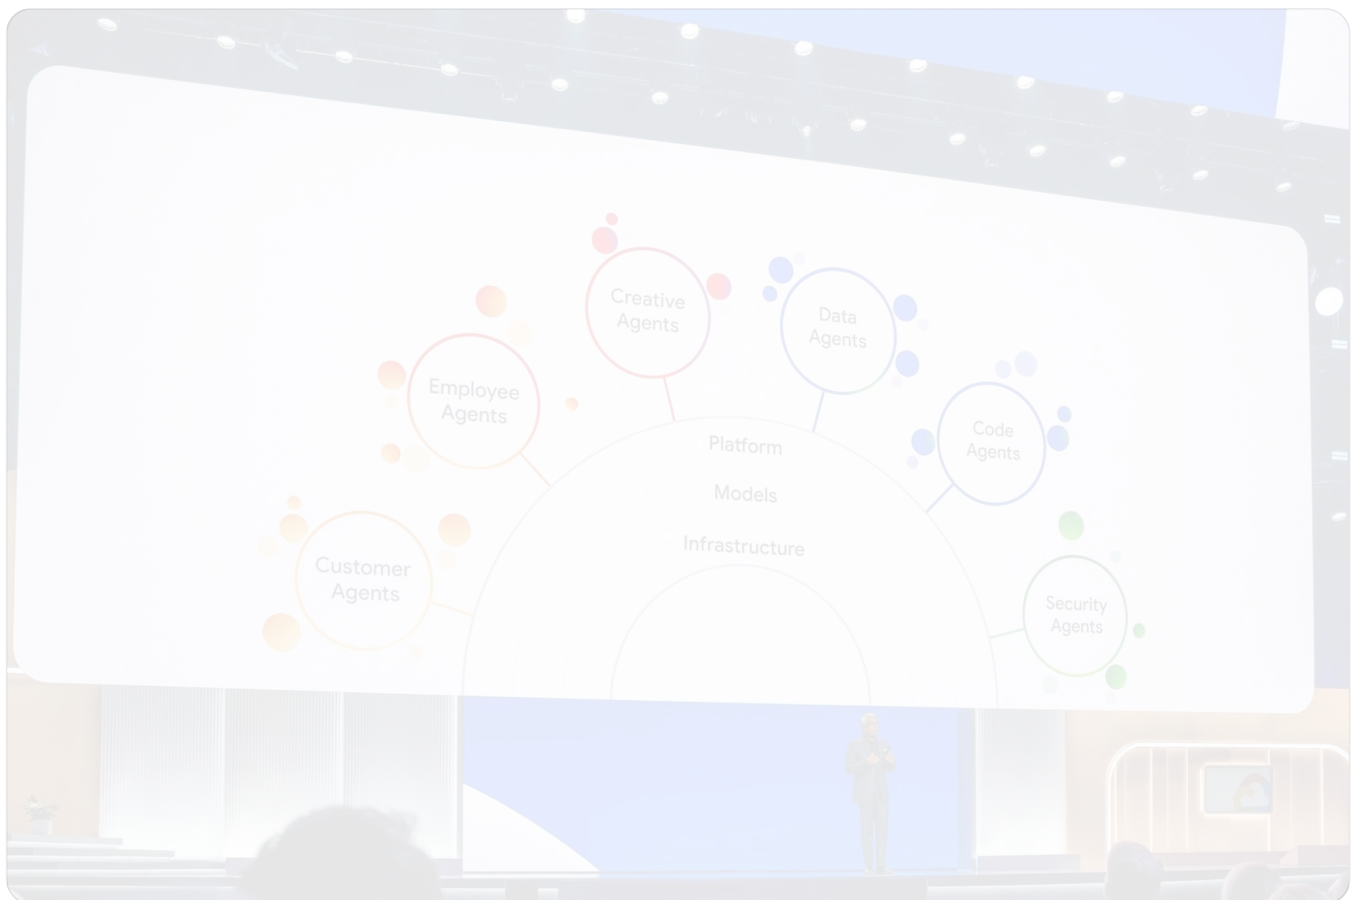 Creative
Agents
Data
Agents
Employee
Agents
Code
Agents
Platform
Models
Infrastructure
Customer
Agents
Security
Agents